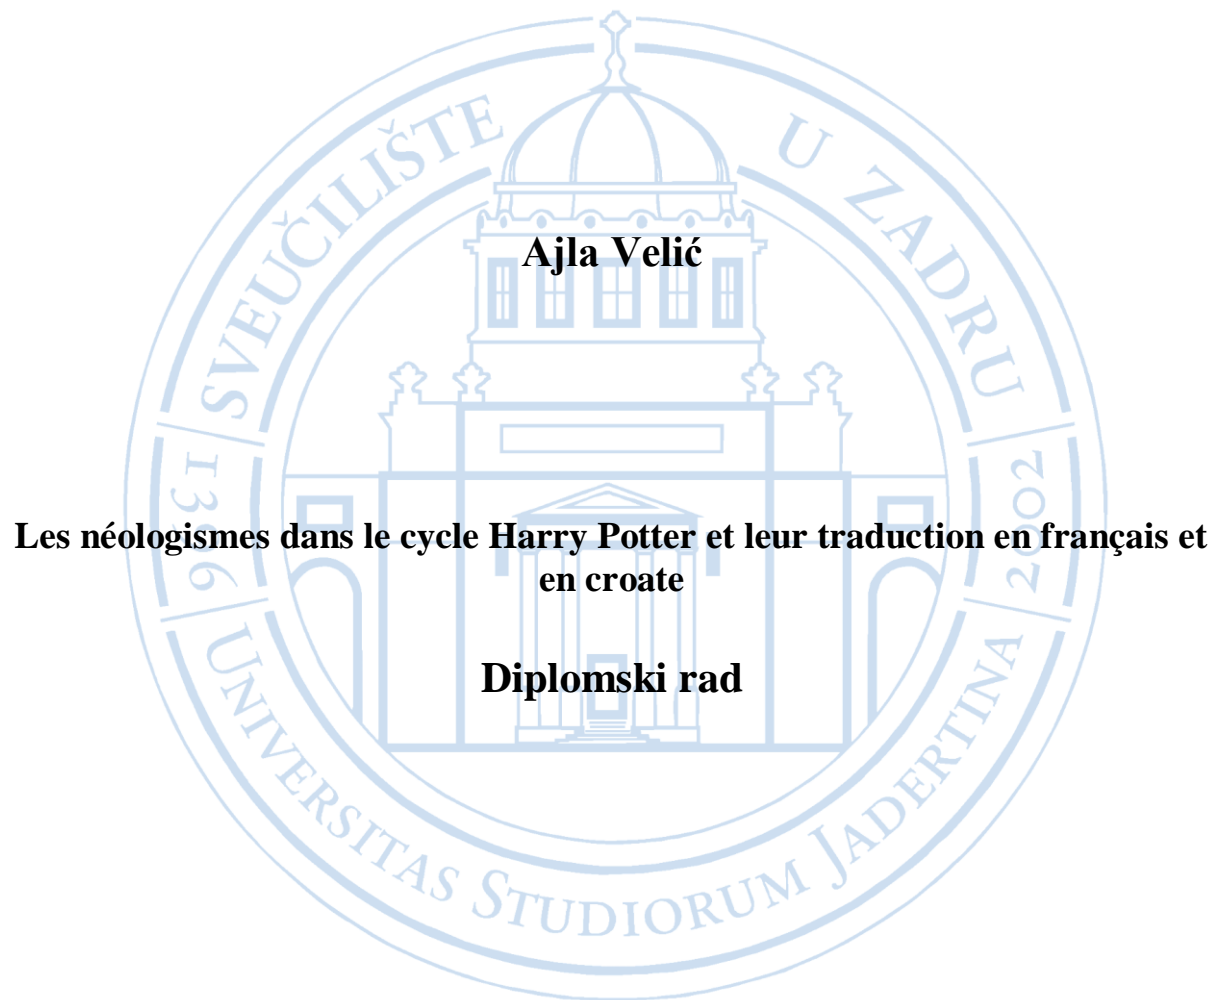 SVEUČILIŠTE U ZADRU
Ajla Velić
Les néologismes dans le cycle Harry Potter et leur traduction en français et
en croate
Diplomski rad
1396
2002
UNIVERSITAS STUDIORUM JADERTINA